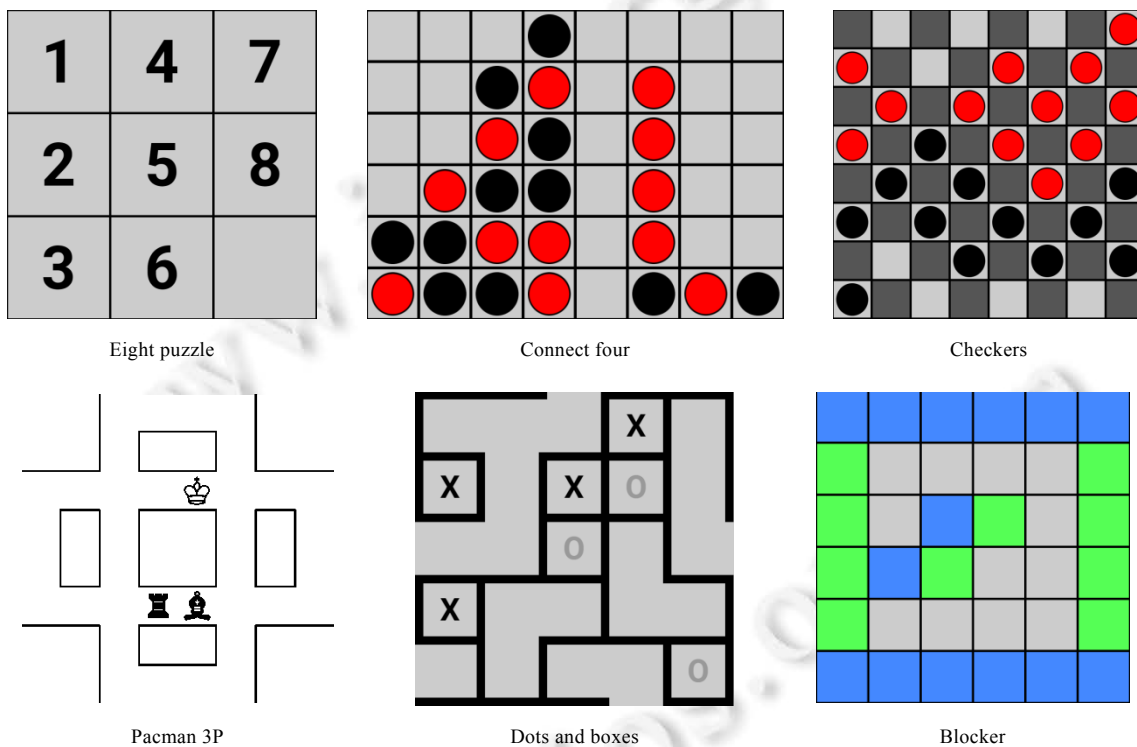 1 4 7
2 5 8
3 6
Eight puzzle
Connect four
Checkers
X
X X O
O
X
O
Pacman 3P
Dots and boxes
Blocker